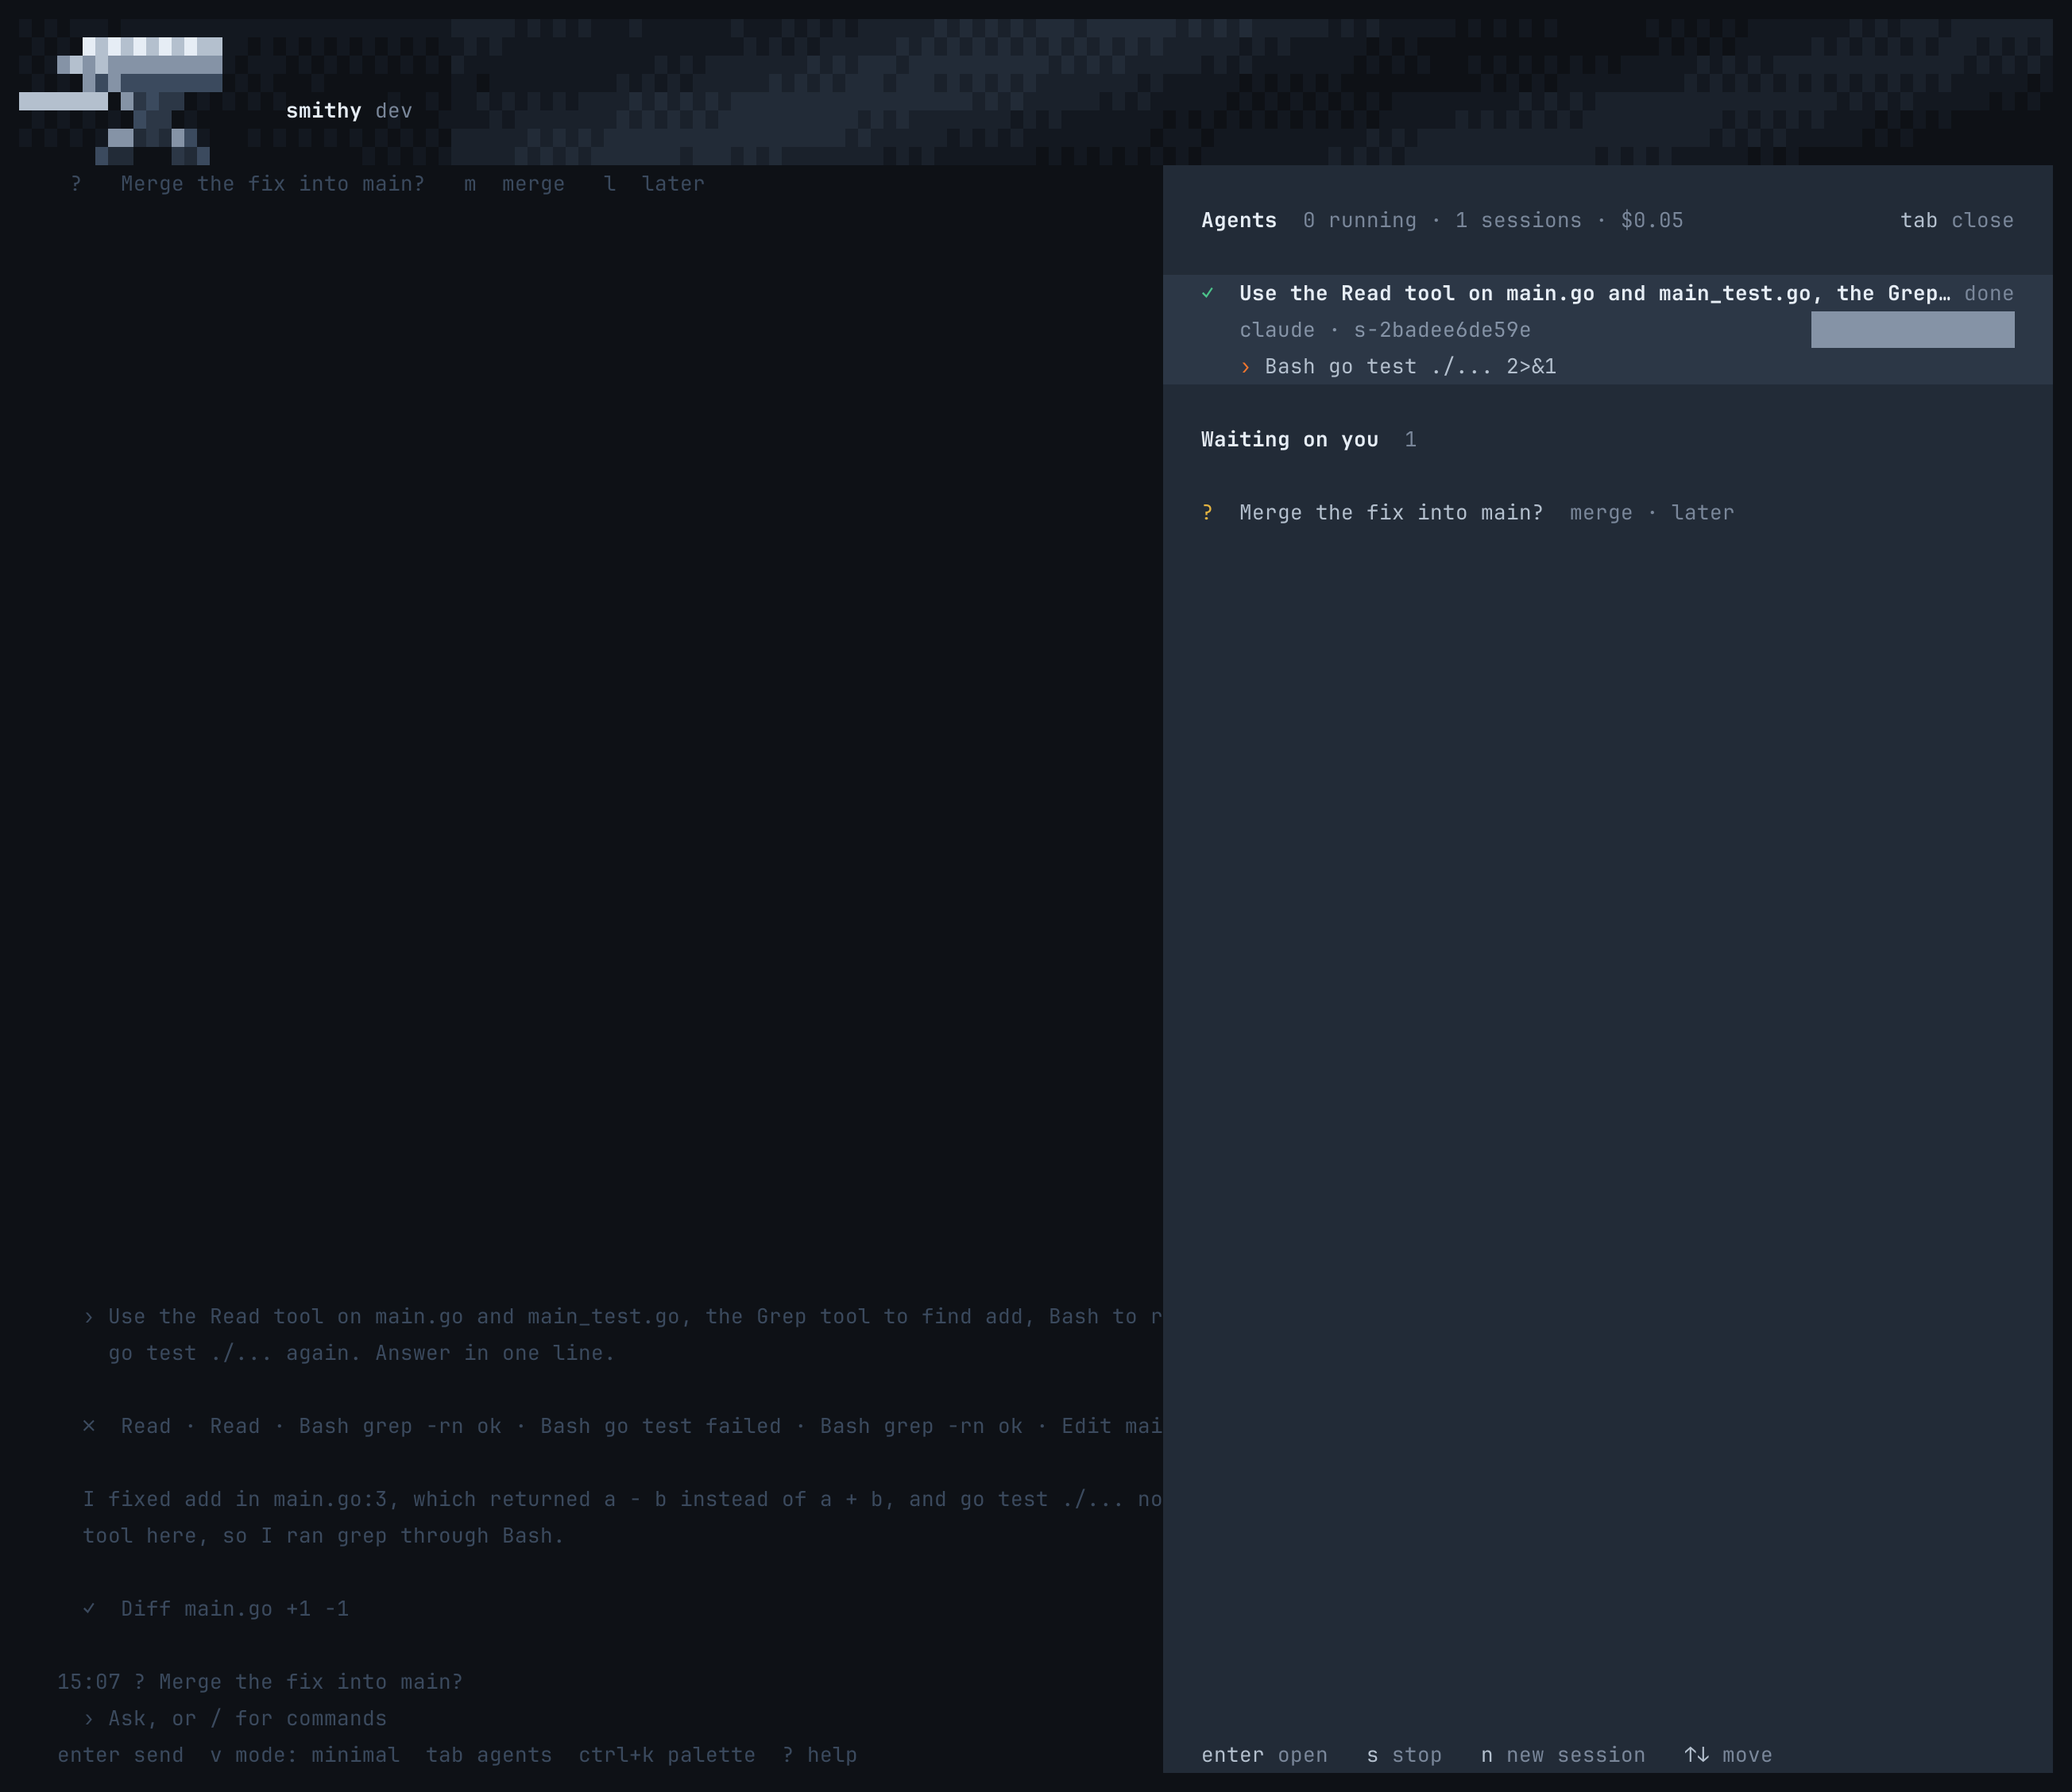 smithy dev
? Merge the fix into main? m merge l later
Agents 0 running · 1 sessions · $0.05 tab close
✓ Use the Read tool on main.go and main_test.go, the Grep… done
claude · s-2badee6de59e
› Bash go test ./... 2>&1
Waiting on you 1
? Merge the fix into main? merge · later
› Use the Read tool on main.go and main_test.go, the Grep tool to find add, Bash to r
go test ./... again. Answer in one line.
× Read · Read · Bash grep -rn ok · Bash go test failed · Bash grep -rn ok · Edit mai
I fixed add in main.go:3, which returned a - b instead of a + b, and go test ./... no
tool here, so I ran grep through Bash.
✓ Diff main.go +1 -1
15:07 ? Merge the fix into main?
› Ask, or / for commands
enter send v mode: minimal tab agents ctrl+k palette ? help
enter open s stop n new session ↑↓ move